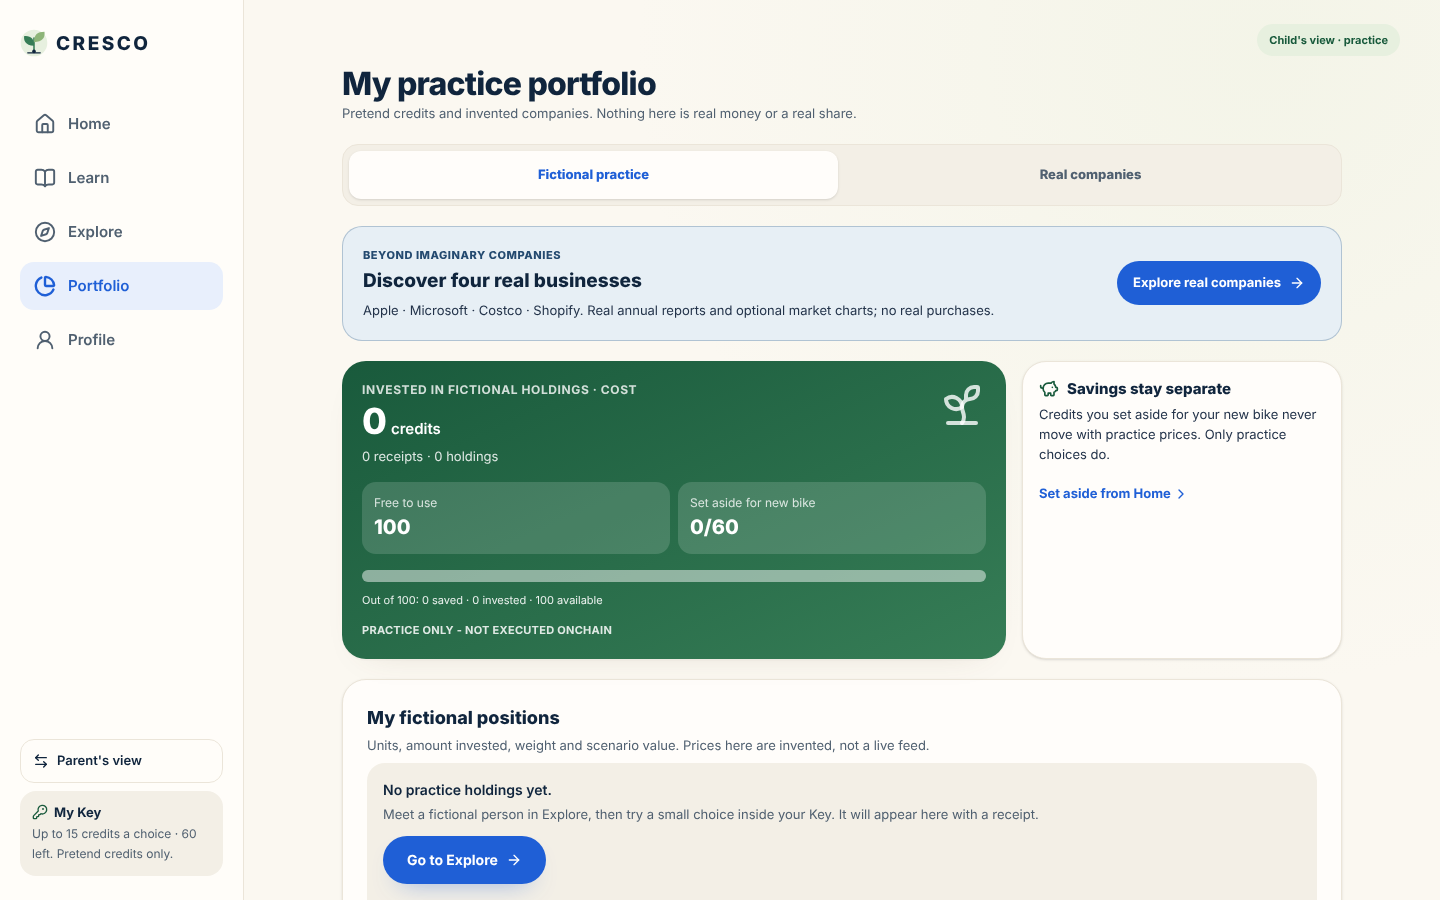 CRESCO
Home
Learn
Explore
Portfolio
Profile
Parent's view
My Key
Up to 15 credits a choice · 60
left. Pretend credits only.
Child's view · practice
My practice portfolio
Pretend credits and invented companies. Nothing here is real money or a real share.
Fictional practice
Real companies
BEYOND IMAGINARY COMPANIES
Discover four real businesses
Apple · Microsoft · Costco · Shopify. Real annual reports and optional market charts; no real purchases.
Explore real companies
INVESTED IN FICTIONAL HOLDINGS · COST
0 credits
0 receipts · 0 holdings
Free to use
100
Set aside for new bike
0/60
Out of 100: 0 saved · 0 invested · 100 available
PRACTICE ONLY - NOT EXECUTED ONCHAIN
Savings stay separate
Credits you set aside for your new bike never
move with practice prices. Only practice
choices do.
Set aside from Home
My fictional positions
Units, amount invested, weight and scenario value. Prices here are invented, not a live feed.
No practice holdings yet.
Meet a fictional person in Explore, then try a small choice inside your Key. It will appear here with a receipt.
Go to Explore